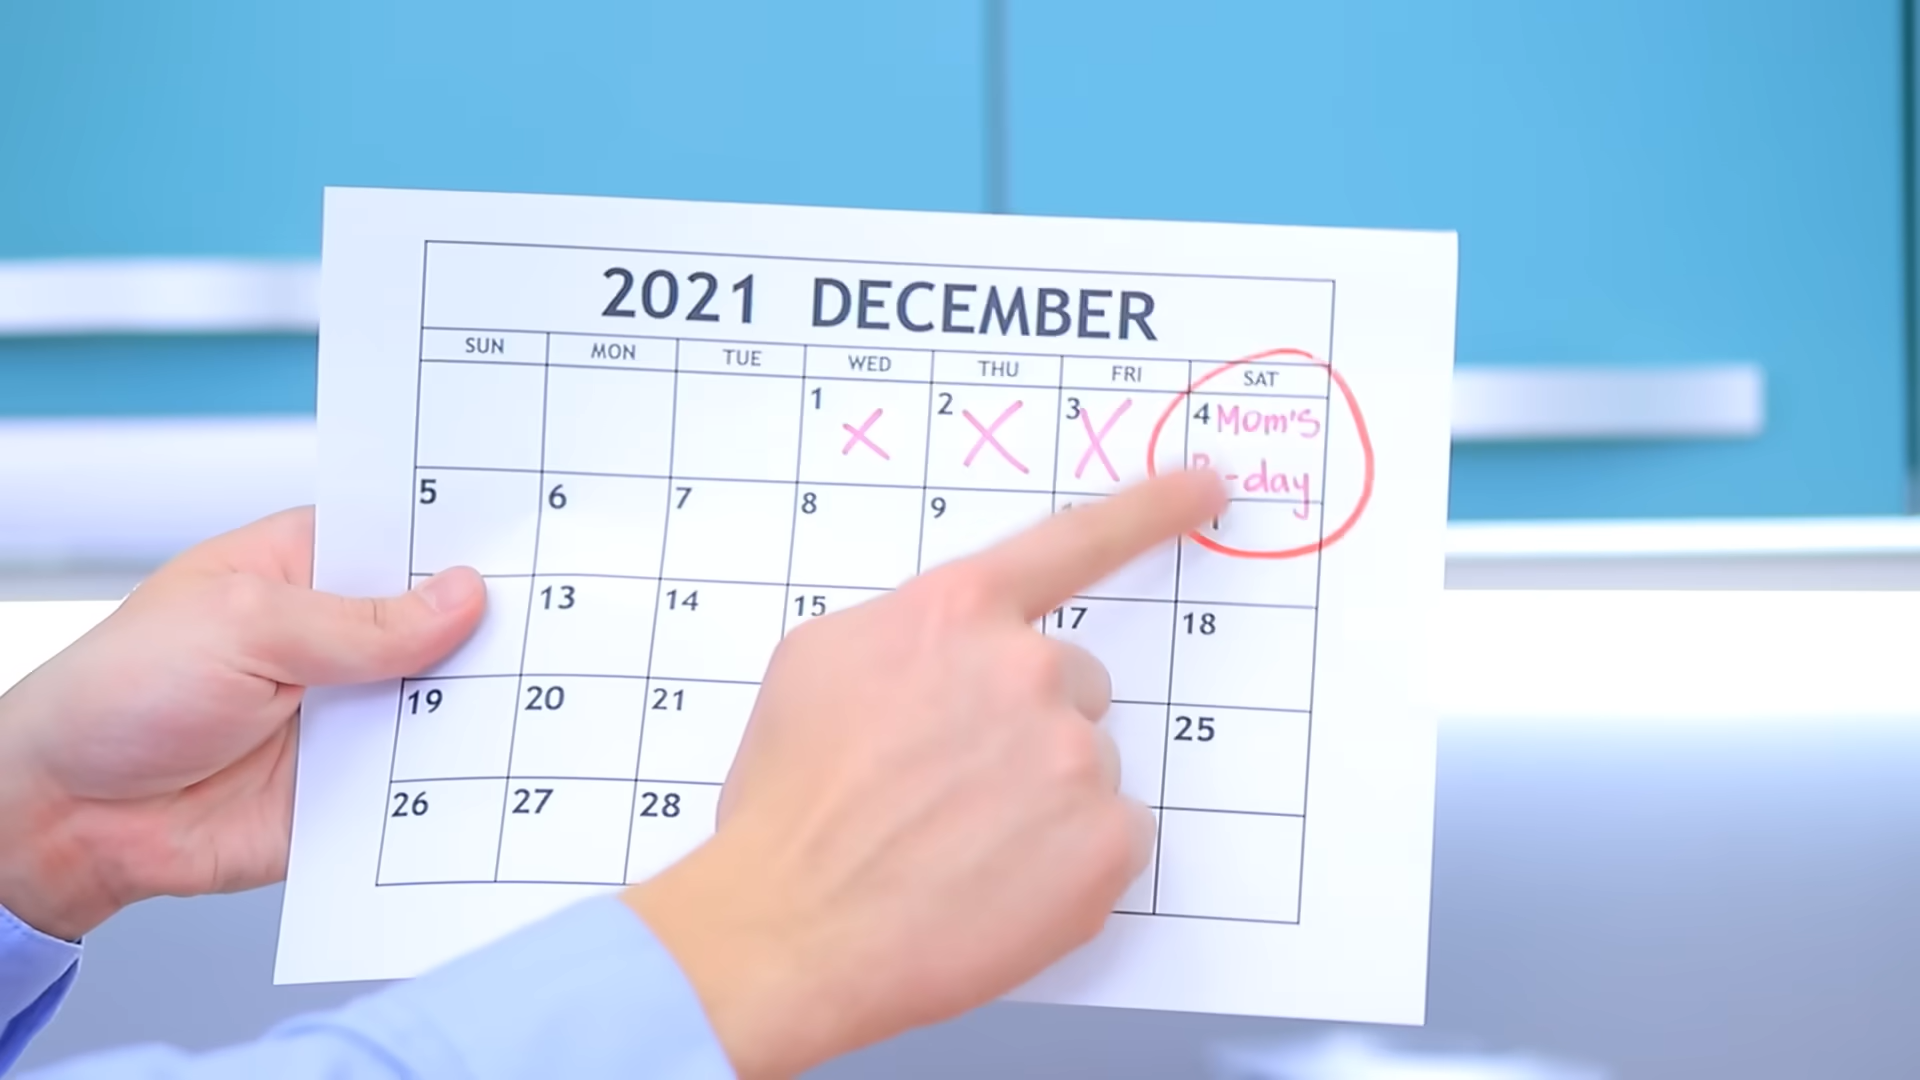 2021 DECEMBER
SUN MON TUE WED THU FRI SAT
1 2 3 4 Mom's
B-day
5 6 7 8 9
13 14 15 17 18
19 20 21 25
26 27 28